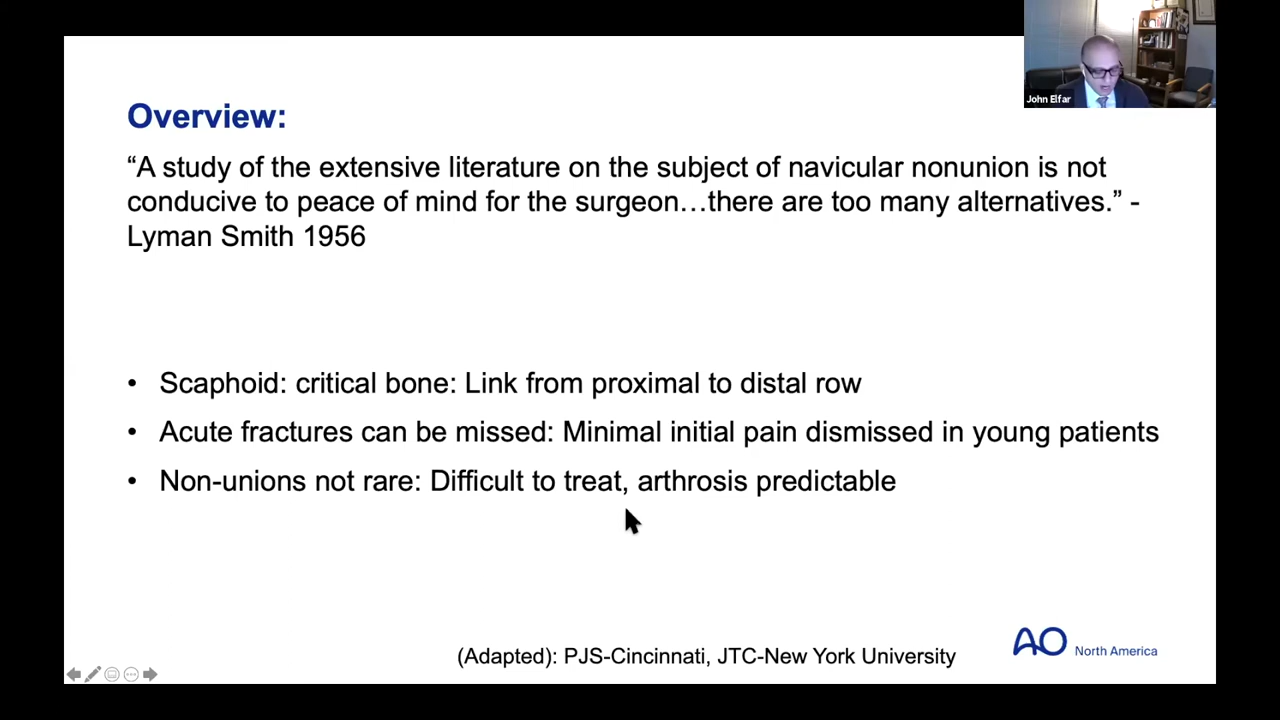 John Elfar
Overview:
“A study of the extensive literature on the subject of navicular nonunion is not
conducive to peace of mind for the surgeon…there are too many alternatives.” -
Lyman Smith 1956
• Scaphoid: critical bone: Link from proximal to distal row
• Acute fractures can be missed: Minimal initial pain dismissed in young patients
• Non-unions not rare: Difficult to treat, arthrosis predictable
(Adapted): PJS-Cincinnati, JTC-New York University
AO North America